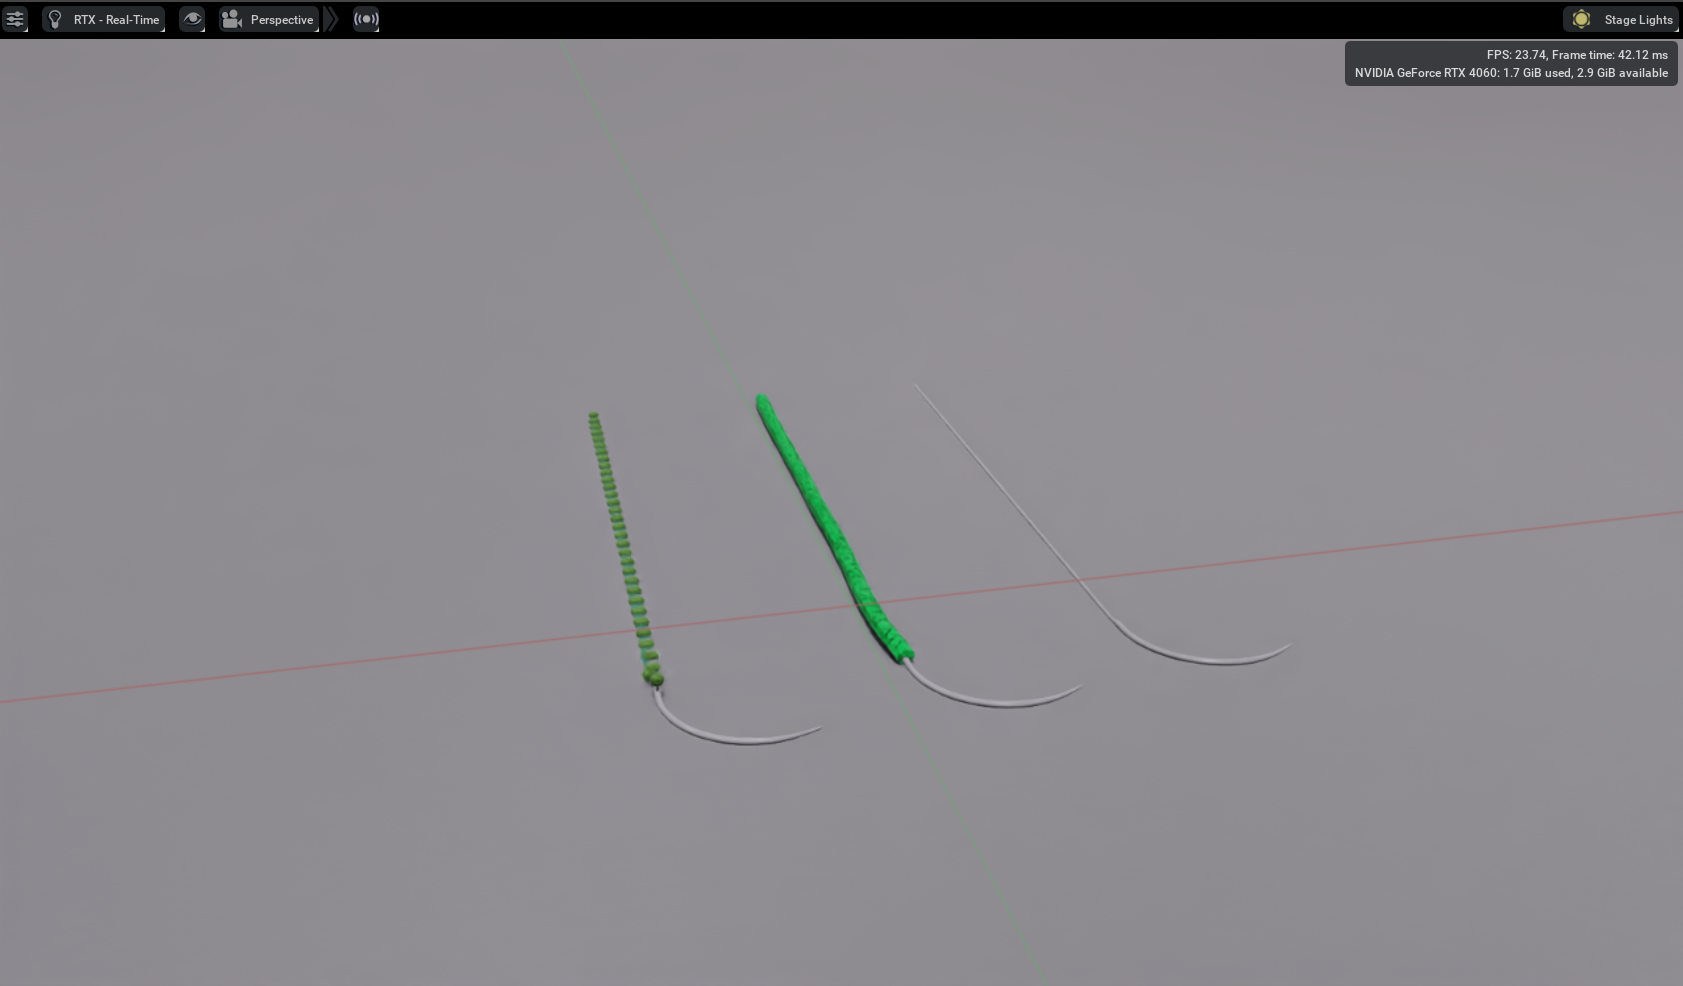 RTX - Real-Time
Perspective
Stage Lights
FPS: 23.74, Frame time: 42.12 ms
NVIDIA GeForce RTX 4060: 1.7 GiB used, 2.9 GiB available